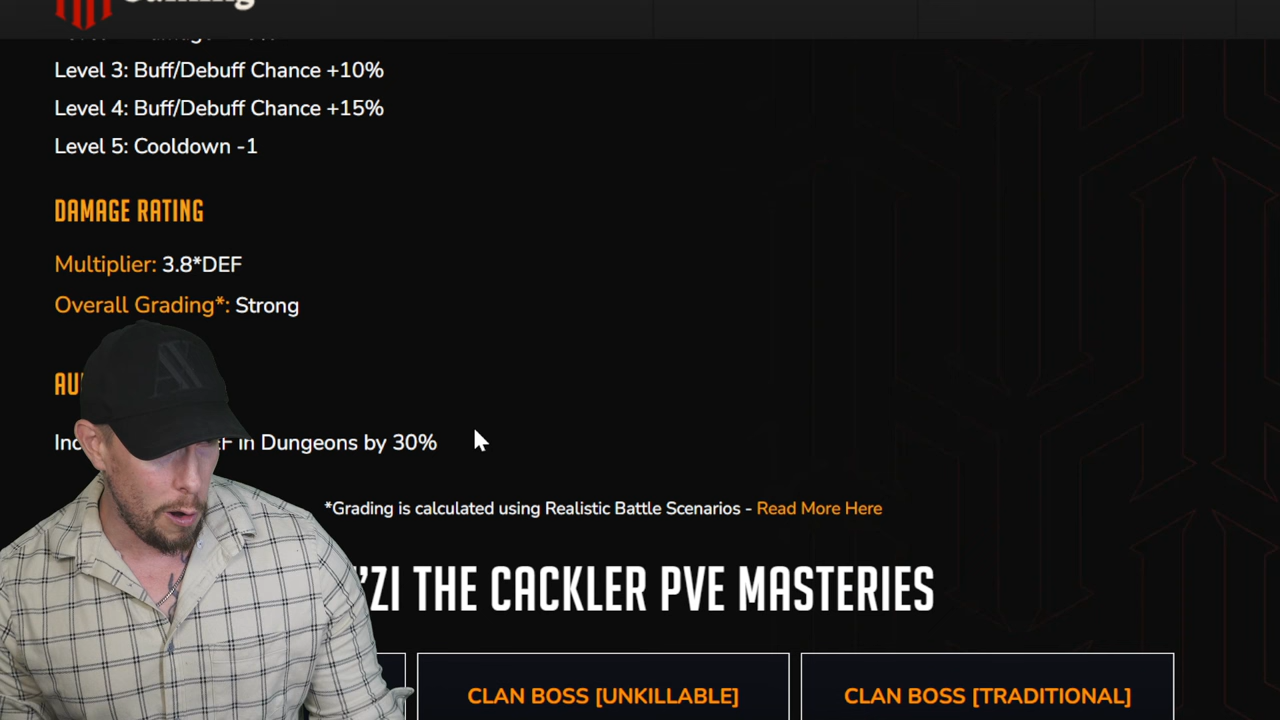 Level 3: Buff/Debuff Chance +10%
Level 4: Buff/Debuff Chance +15%
Level 5: Cooldown -1
DAMAGE RATING
Multiplier: 3.8*DEF
Overall Grading*: Strong
in Dungeons by 30%
*Grading is calculated using Realistic Battle Scenarios - Read More Here
'ZI THE CACKLER PVE MASTERIES
CLAN BOSS [UNKILLABLE]
CLAN BOSS [TRADITIONAL]